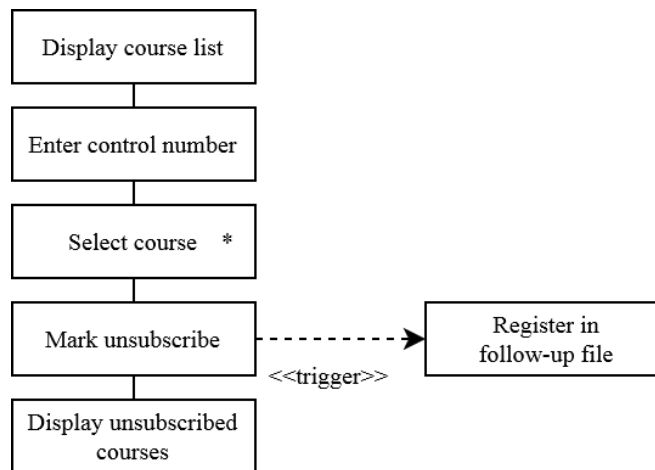 Display course list
Enter control number
Select course *
Mark unsubscribe
<<trigger>>
Register in
follow-up file
Display unsubscribed
courses